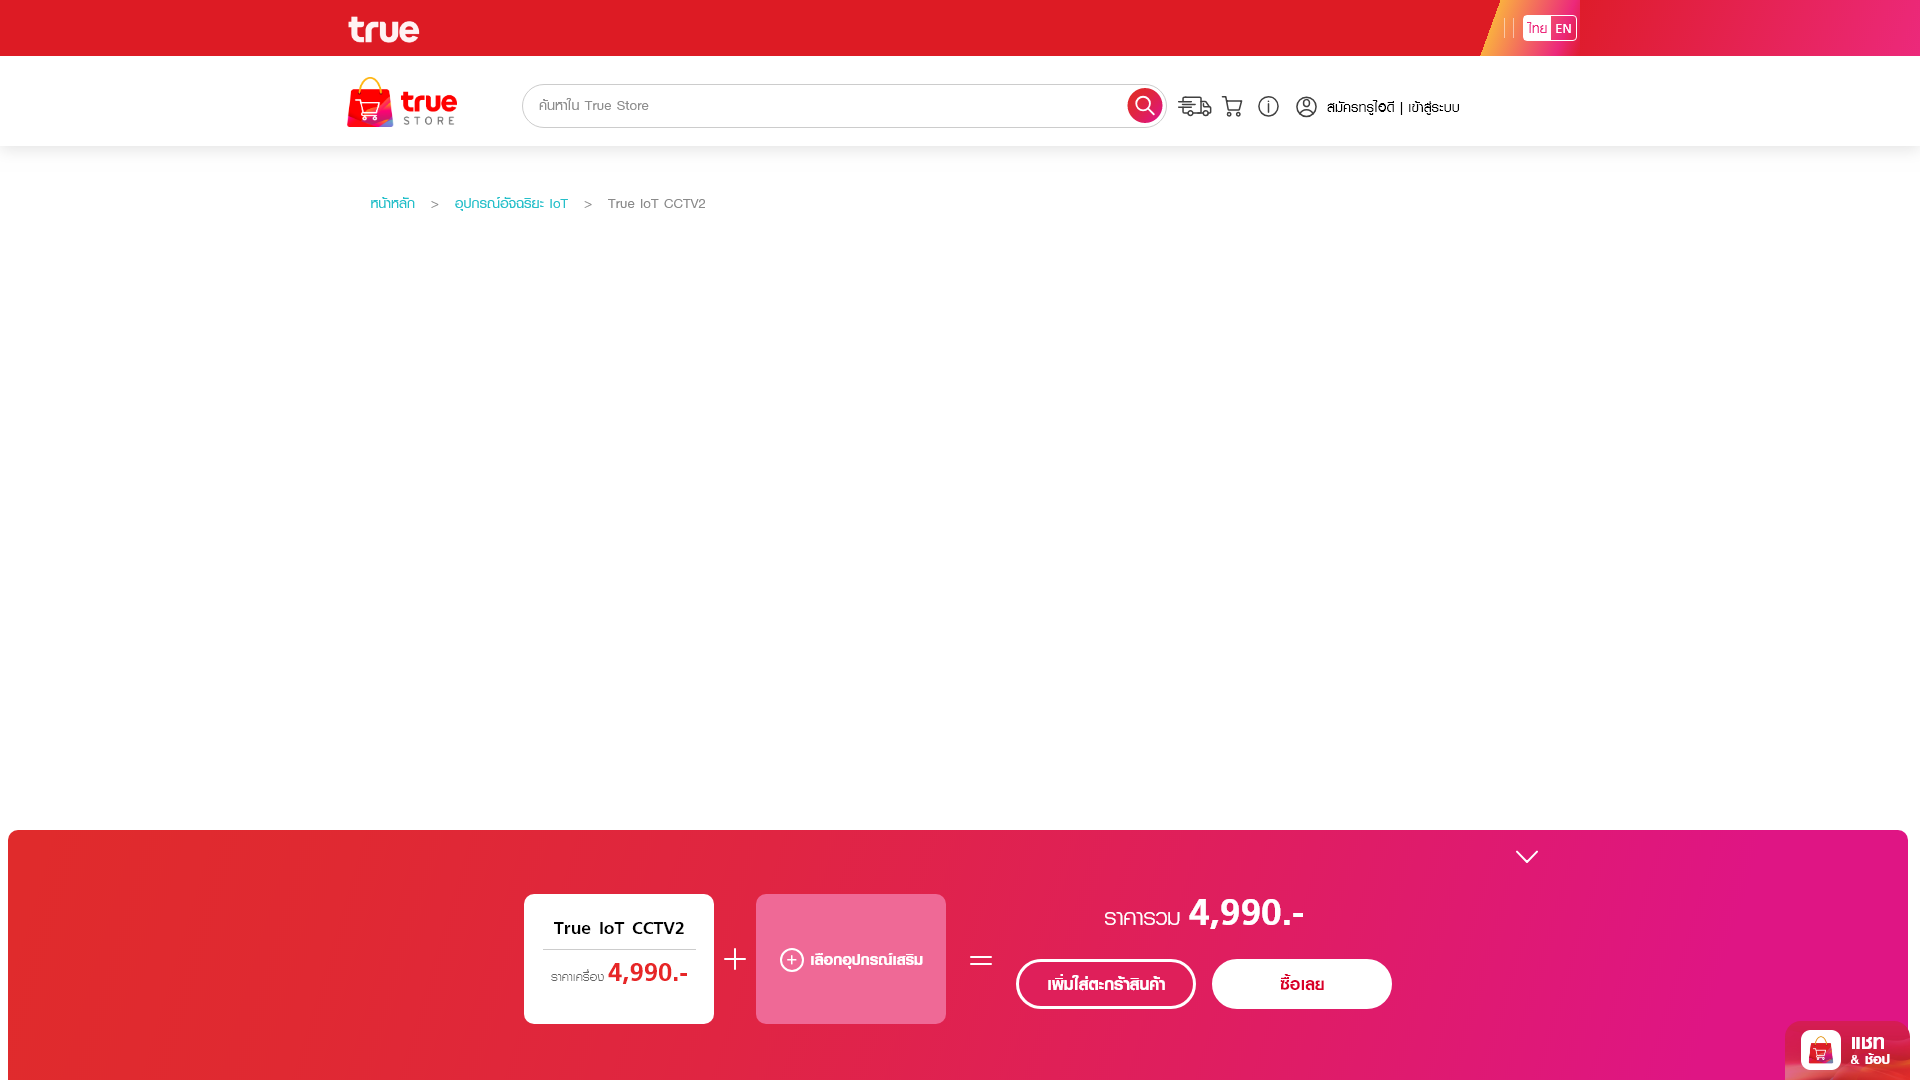 true
ไทย EN
true
STORE
ค้นหาใน True Store
สมัครทรูไอดี | เข้าสู่ระบบ
หน้าหลัก > อุปกรณ์อัจฉริยะ IoT > True IoT CCTV2
True IoT CCTV2
ราคาเครื่อง 4,990.-
เลือกอุปกรณ์เสริม
ราคารวม 4,990.-
เพิ่มใส่ตะกร้าสินค้า
ซื้อเลย
แชท
& ช้อป